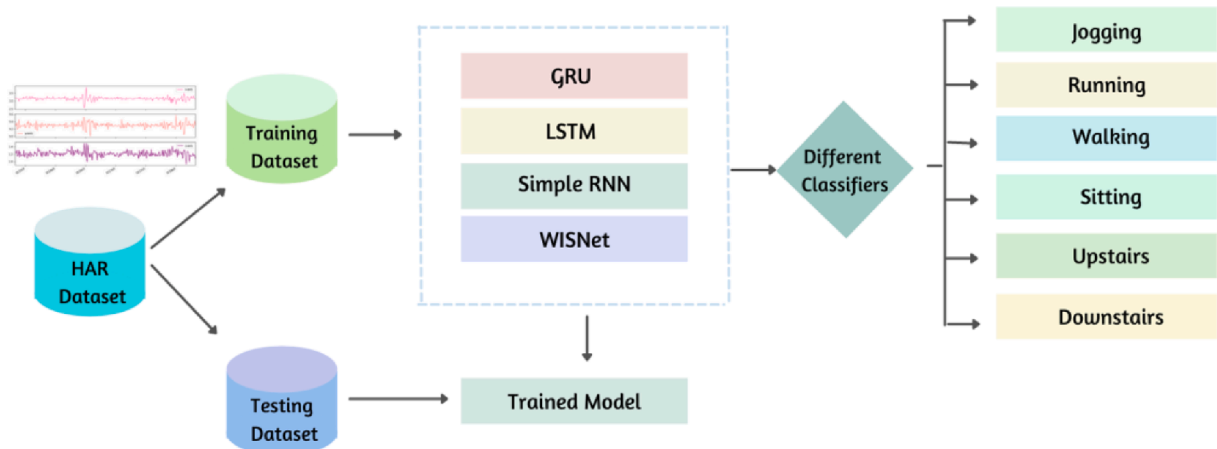 Training
Dataset
HAR
Dataset
Testing
Dataset
GRU
LSTM
Simple RNN
WISNet
Trained Model
Different
Classifiers
Jogging
Running
Walking
Sitting
Upstairs
Downstairs